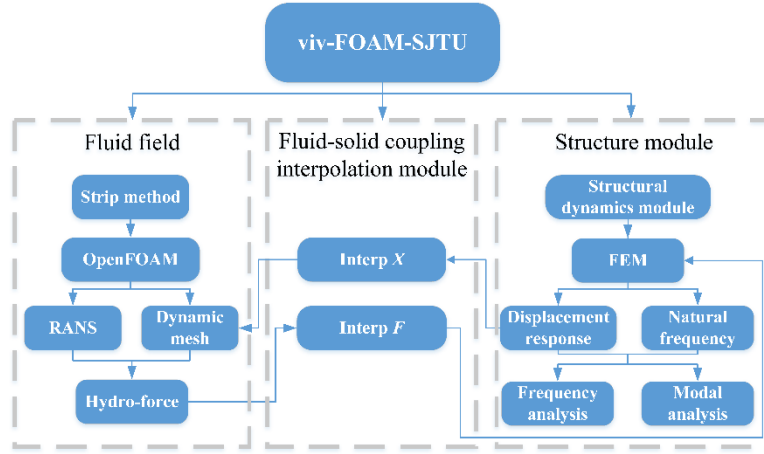 viv-FOAM-SJTU
Fluid field
Strip method
OpenFOAM
RANS
Dynamic
mesh
Hydro-force
Fluid-solid coupling
interpolation module
Interp X
Interp F
Structure module
Structural
dynamics module
FEM
Displacement
response
Natural
frequency
Frequency
analysis
Modal
analysis